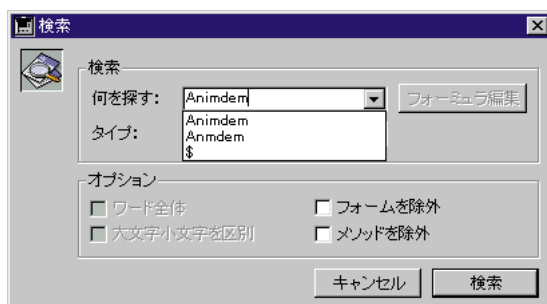 検索
検索
何を探す: Animdem フォーミュラ編集
タイプ: Animdem
Anmdem
$
オプション
ワード全体 フォームを除外
大文字小文字を区別 メソッドを除外
キャンセル 検索